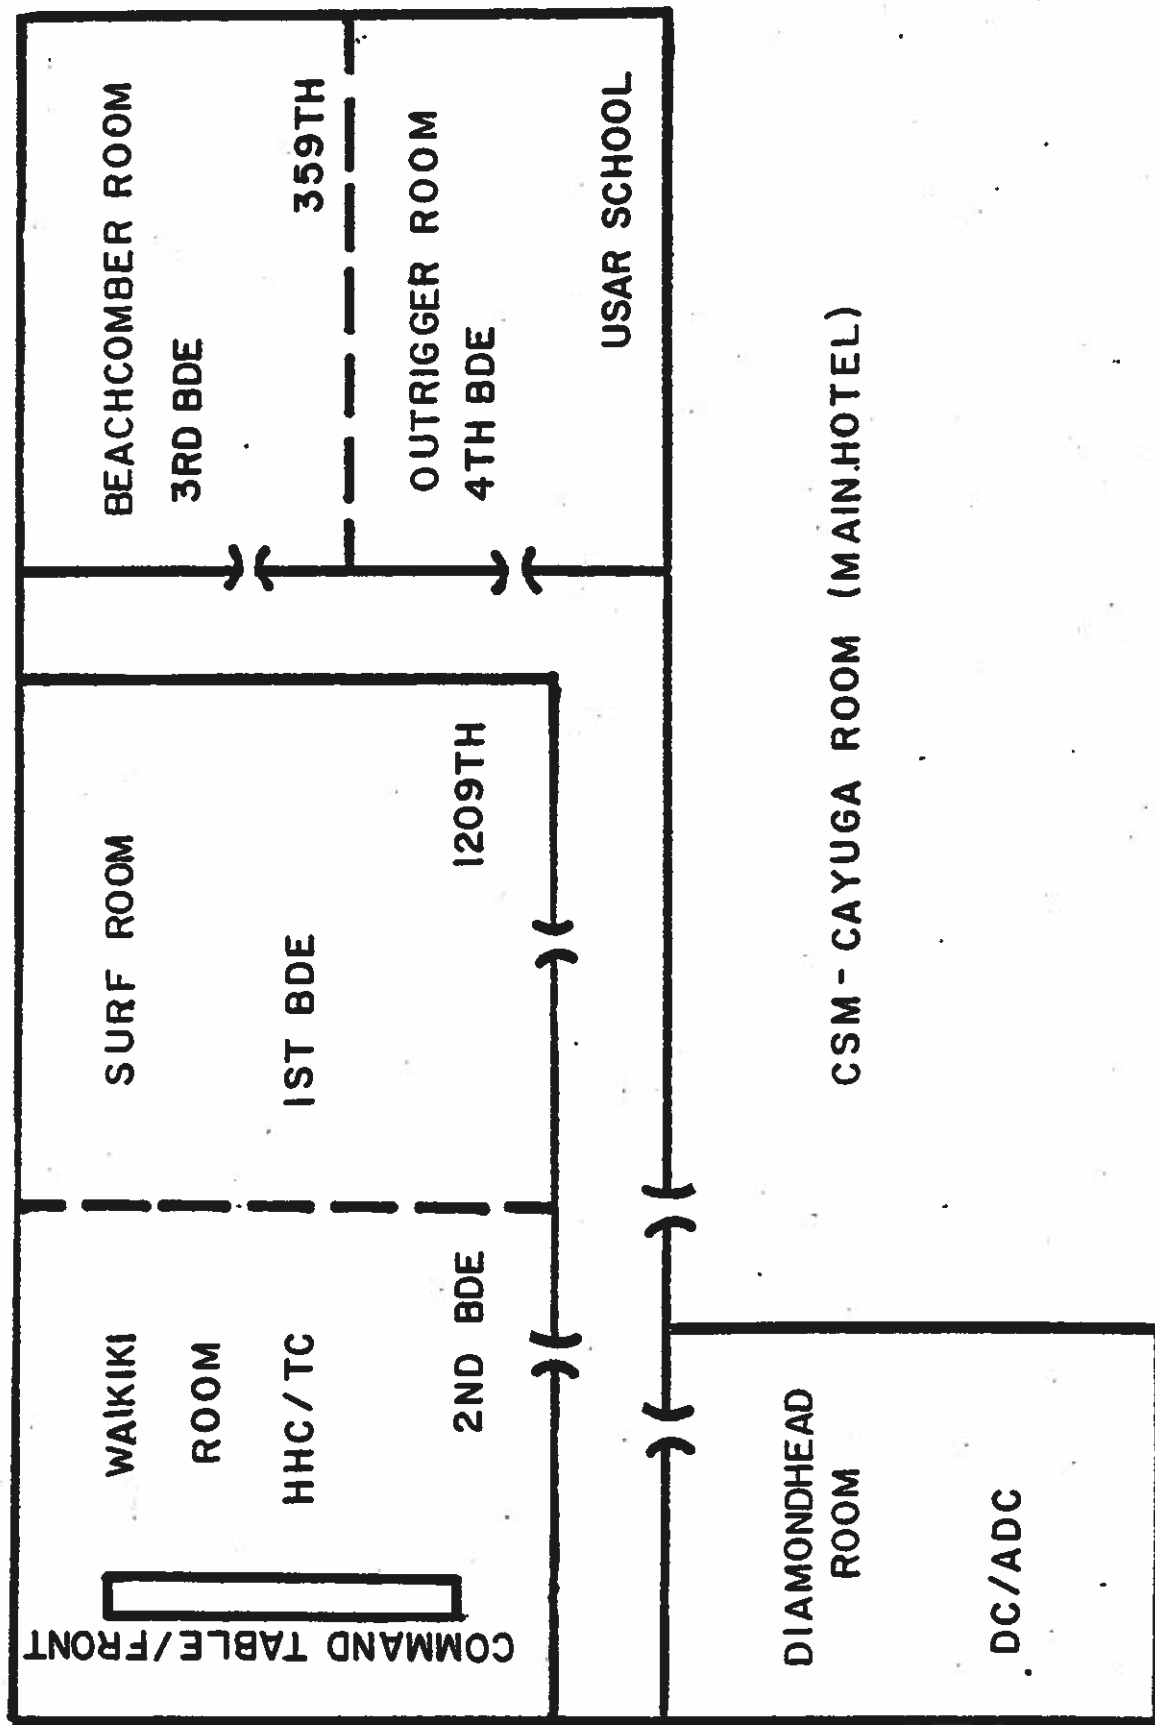 COMMAND TABLE/FRONT
WAIKIKI
ROOM
HHC/TC
2ND BDE
SURF ROOM
1ST BDE
1209TH
BEACHCOMBER ROOM
3RD BDE
359TH
OUTRIGGER ROOM
4TH BDE
USAR SCHOOL
DIAMONDHEAD
ROOM
DC/ADC
CSM-CAYUGA ROOM (MAIN.HOTEL)